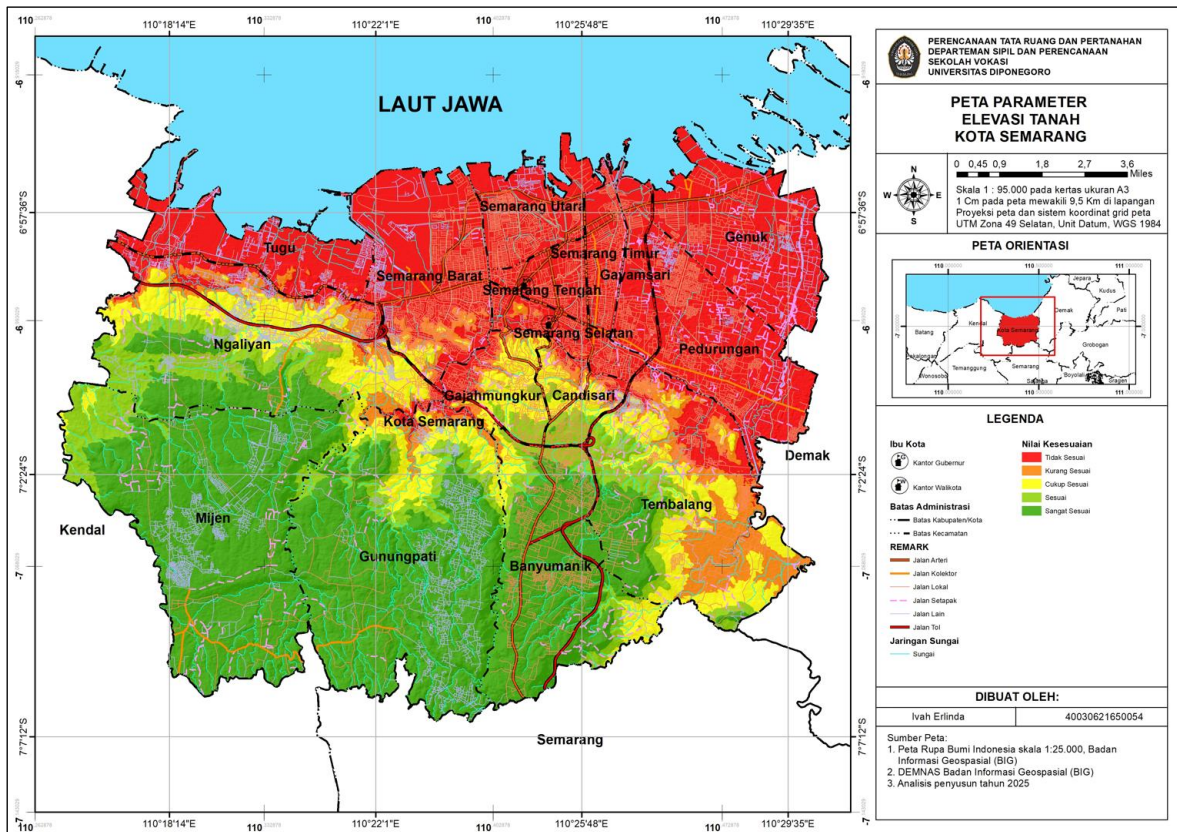 110°18'14"E
110°22'1"E
110°25'48"E
110°29'35"E
6°57'36"S
7°2'24"S
7°7'12"S
LAUT JAWA
Semarang Utara
Tugu
Genuk
Semarang Timur
Semarang Barat
Gayamsari
Semarang Tengah
Semarang Selatan
Ngaliyan
Pedurungan
Gajahmungkur
Candisari
Kota Semarang
Demak
Tembalang
Mijen
Kendal
Gunungpati
Banyumanik
Semarang
PERENCANAAN TATA RUANG DAN PERTANAHAN
DEPARTEMAN SIPIL DAN PERENCANAAN
SEKOLAH VOKASI
UNIVERSITAS DIPONEGORO
PETA PARAMETER
ELEVASI TANAH
KOTA SEMARANG
N
W E
S
0 0,45 0,9 1,8 2,7 3,6
Miles
Skala 1 : 95.000 pada kertas ukuran A3
1 Cm pada peta mewakili 9,5 Km di lapangan
Proyeksi peta dan sistem koordinat grid peta
UTM Zona 49 Selatan, Unit Datum, WGS 1984
PETA ORIENTASI
Jepara
Kudus
Pati
Demak
Kendal
Batang
Kota Semarang
Grobogan
Temanggung
Semarang
Wonosobo
Boyolali
Sragen
LEGENDA
Ibu Kota
Kantor Gubernur
Kantor Walikota
Batas Administrasi
Batas Kabupaten/Kota
Batas Kecamatan
REMARK
Jalan Arteri
Jalan Kolektor
Jalan Lokal
Jalan Setapak
Jalan Lain
Jalan Tol
Jaringan Sungai
Sungai
Nilai Kesesuaian
Tidak Sesuai
Kurang Sesuai
Cukup Sesuai
Sesuai
Sangat Sesuai
DIBUAT OLEH:
Ivah Erlinda
40030621650054
Sumber Peta:
1. Peta Rupa Bumi Indonesia skala 1:25.000, Badan
Informasi Geospasial (BIG)
2. DEMNAS Badan Informasi Geospasial (BIG)
3. Analisis penyusun tahun 2025